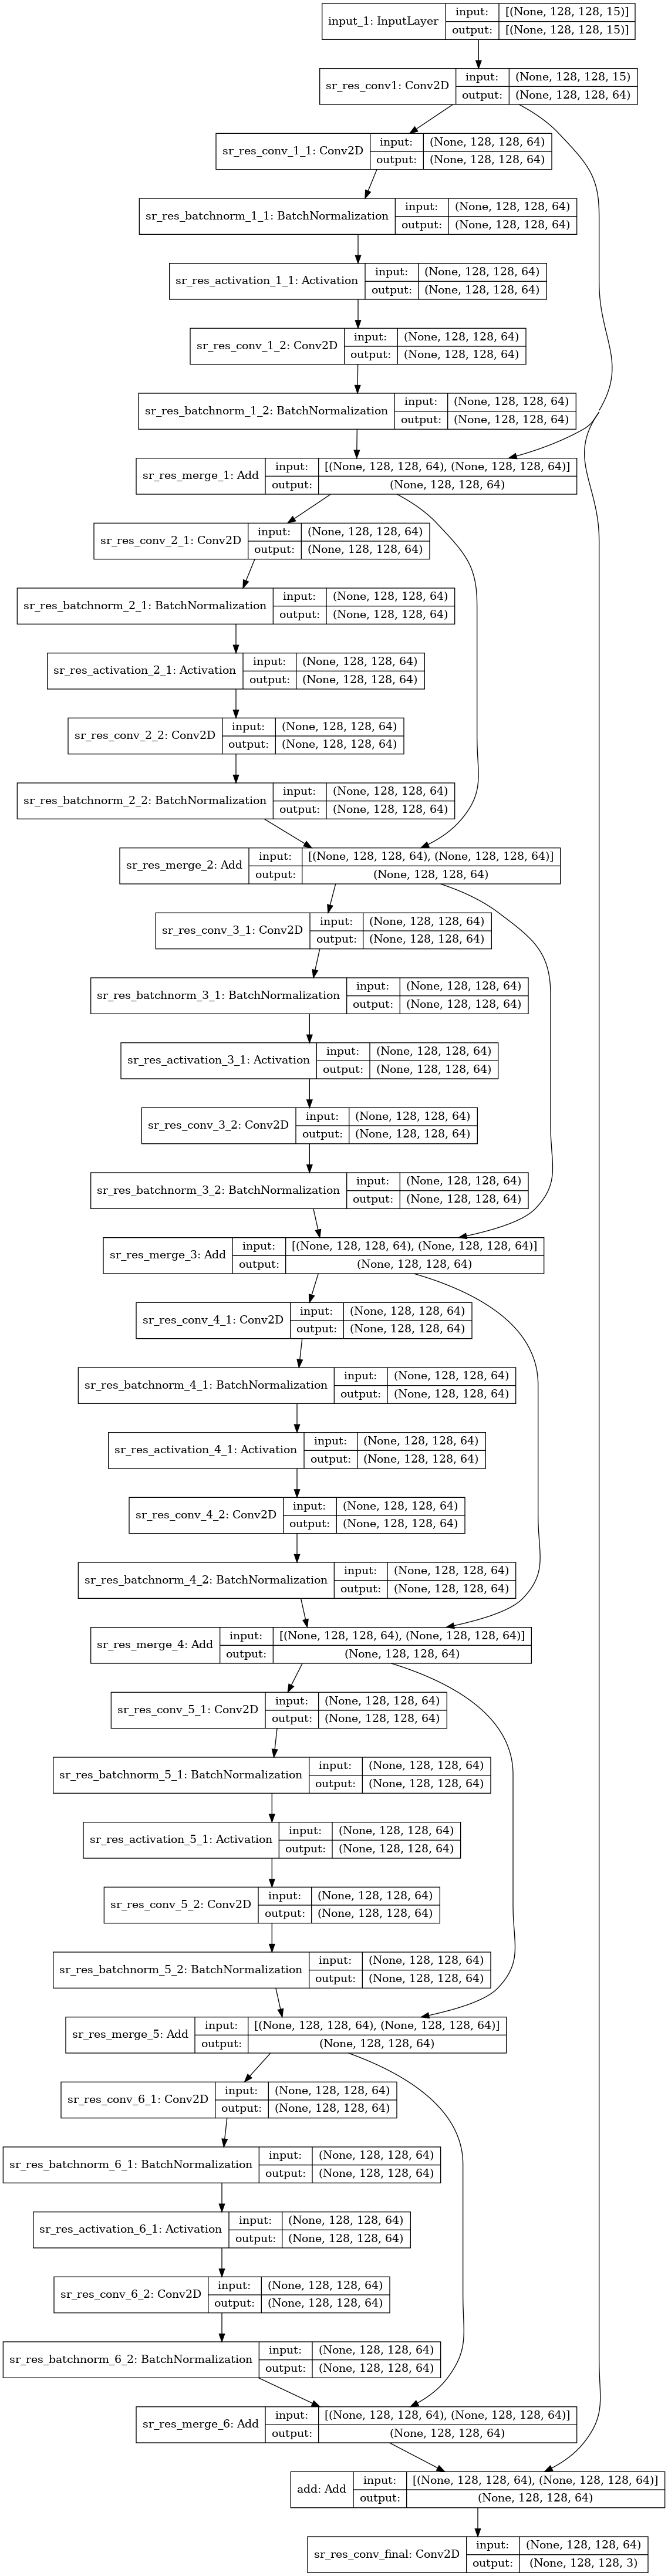 input_1: InputLayer
input:
[(None, 128, 128, 15)]
output:
[(None, 128, 128, 15)]
sr_res_conv1: Conv2D
input:
(None, 128, 128, 15)
output:
(None, 128, 128, 64)
sr_res_conv_1_1: Conv2D
input:
(None, 128, 128, 64)
output:
(None, 128, 128, 64)
sr_res_batchnorm_1_1: BatchNormalization
input:
(None, 128, 128, 64)
output:
(None, 128, 128, 64)
sr_res_activation_1_1: Activation
input:
(None, 128, 128, 64)
output:
(None, 128, 128, 64)
sr_res_conv_1_2: Conv2D
input:
(None, 128, 128, 64)
output:
(None, 128, 128, 64)
sr_res_batchnorm_1_2: BatchNormalization
input:
(None, 128, 128, 64)
output:
(None, 128, 128, 64)
sr_res_merge_1: Add
input:
[(None, 128, 128, 64), (None, 128, 128, 64)]
output:
(None, 128, 128, 64)
sr_res_conv_2_1: Conv2D
input:
(None, 128, 128, 64)
output:
(None, 128, 128, 64)
sr_res_batchnorm_2_1: BatchNormalization
input:
(None, 128, 128, 64)
output:
(None, 128, 128, 64)
sr_res_activation_2_1: Activation
input:
(None, 128, 128, 64)
output:
(None, 128, 128, 64)
sr_res_conv_2_2: Conv2D
input:
(None, 128, 128, 64)
output:
(None, 128, 128, 64)
sr_res_batchnorm_2_2: BatchNormalization
input:
(None, 128, 128, 64)
output:
(None, 128, 128, 64)
sr_res_merge_2: Add
input:
[(None, 128, 128, 64), (None, 128, 128, 64)]
output:
(None, 128, 128, 64)
sr_res_conv_3_1: Conv2D
input:
(None, 128, 128, 64)
output:
(None, 128, 128, 64)
sr_res_batchnorm_3_1: BatchNormalization
input:
(None, 128, 128, 64)
output:
(None, 128, 128, 64)
sr_res_activation_3_1: Activation
input:
(None, 128, 128, 64)
output:
(None, 128, 128, 64)
sr_res_conv_3_2: Conv2D
input:
(None, 128, 128, 64)
output:
(None, 128, 128, 64)
sr_res_batchnorm_3_2: BatchNormalization
input:
(None, 128, 128, 64)
output:
(None, 128, 128, 64)
sr_res_merge_3: Add
input:
[(None, 128, 128, 64), (None, 128, 128, 64)]
output:
(None, 128, 128, 64)
sr_res_conv_4_1: Conv2D
input:
(None, 128, 128, 64)
output:
(None, 128, 128, 64)
sr_res_batchnorm_4_1: BatchNormalization
input:
(None, 128, 128, 64)
output:
(None, 128, 128, 64)
sr_res_activation_4_1: Activation
input:
(None, 128, 128, 64)
output:
(None, 128, 128, 64)
sr_res_conv_4_2: Conv2D
input:
(None, 128, 128, 64)
output:
(None, 128, 128, 64)
sr_res_batchnorm_4_2: BatchNormalization
input:
(None, 128, 128, 64)
output:
(None, 128, 128, 64)
sr_res_merge_4: Add
input:
[(None, 128, 128, 64), (None, 128, 128, 64)]
output:
(None, 128, 128, 64)
sr_res_conv_5_1: Conv2D
input:
(None, 128, 128, 64)
output:
(None, 128, 128, 64)
sr_res_batchnorm_5_1: BatchNormalization
input:
(None, 128, 128, 64)
output:
(None, 128, 128, 64)
sr_res_activation_5_1: Activation
input:
(None, 128, 128, 64)
output:
(None, 128, 128, 64)
sr_res_conv_5_2: Conv2D
input:
(None, 128, 128, 64)
output:
(None, 128, 128, 64)
sr_res_batchnorm_5_2: BatchNormalization
input:
(None, 128, 128, 64)
output:
(None, 128, 128, 64)
sr_res_merge_5: Add
input:
[(None, 128, 128, 64), (None, 128, 128, 64)]
output:
(None, 128, 128, 64)
sr_res_conv_6_1: Conv2D
input:
(None, 128, 128, 64)
output:
(None, 128, 128, 64)
sr_res_batchnorm_6_1: BatchNormalization
input:
(None, 128, 128, 64)
output:
(None, 128, 128, 64)
sr_res_activation_6_1: Activation
input:
(None, 128, 128, 64)
output:
(None, 128, 128, 64)
sr_res_conv_6_2: Conv2D
input:
(None, 128, 128, 64)
output:
(None, 128, 128, 64)
sr_res_batchnorm_6_2: BatchNormalization
input:
(None, 128, 128, 64)
output:
(None, 128, 128, 64)
sr_res_merge_6: Add
input:
[(None, 128, 128, 64), (None, 128, 128, 64)]
output:
(None, 128, 128, 64)
add: Add
input:
[(None, 128, 128, 64), (None, 128, 128, 64)]
output:
(None, 128, 128, 64)
sr_res_conv_final: Conv2D
input:
(None, 128, 128, 64)
output:
(None, 128, 128, 3)